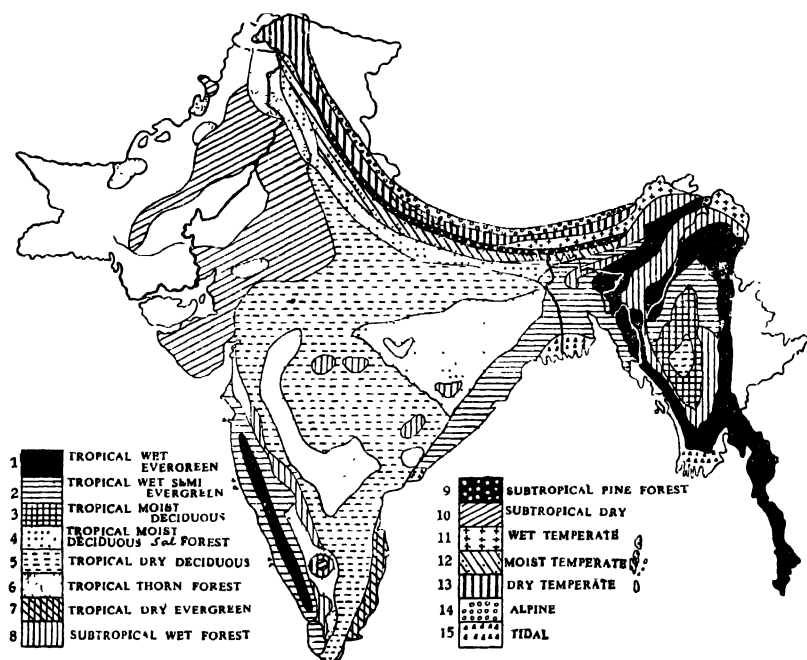 1 TROPICAL WET
EVERGREEN
2 TROPICAL WET SEMI
EVERGREEN
3 TROPICAL MOIST
DECIDUOUS
4 TROPICAL MOIST
DECIDUOUS Sal FOREST
5 TROPICAL DRY DECIDUOUS
6 TROPICAL THORN FOREST
7 TROPICAL DRY EVERGREEN
8 SUBTROPICAL WET FOREST
9 SUBTROPICAL PINE FOREST
10 SUBTROPICAL DRY
11 WET TEMPERATE
12 MOIST TEMPERATE
13 DRY TEMPERATE
14 ALPINE
15 TIDAL